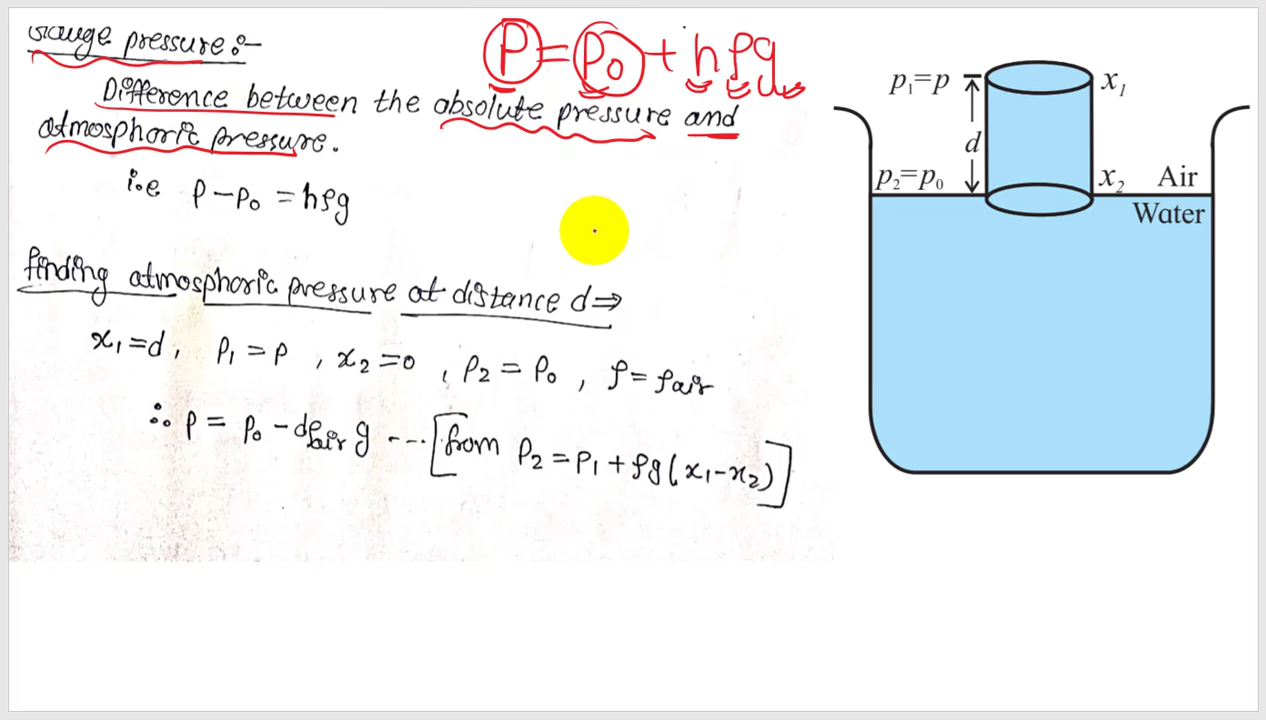 Gauge pressure :-
P = P₀ + hρg
Difference between the absolute pressure and
atmosphoric pressure.
i.e P - P₀ = hρg
finding atmosphoric pressure at distance d ⇒
x₁ = d, P₁ = P, x₂ = 0, P₂ = P₀, ρ = ρair
∴ P = P₀ - dρair g ---- [from P₂ = P₁ + ρg(x₁-x₂)]
p₁=p
x₁
d
p₂=p₀
x₂
Air
Water